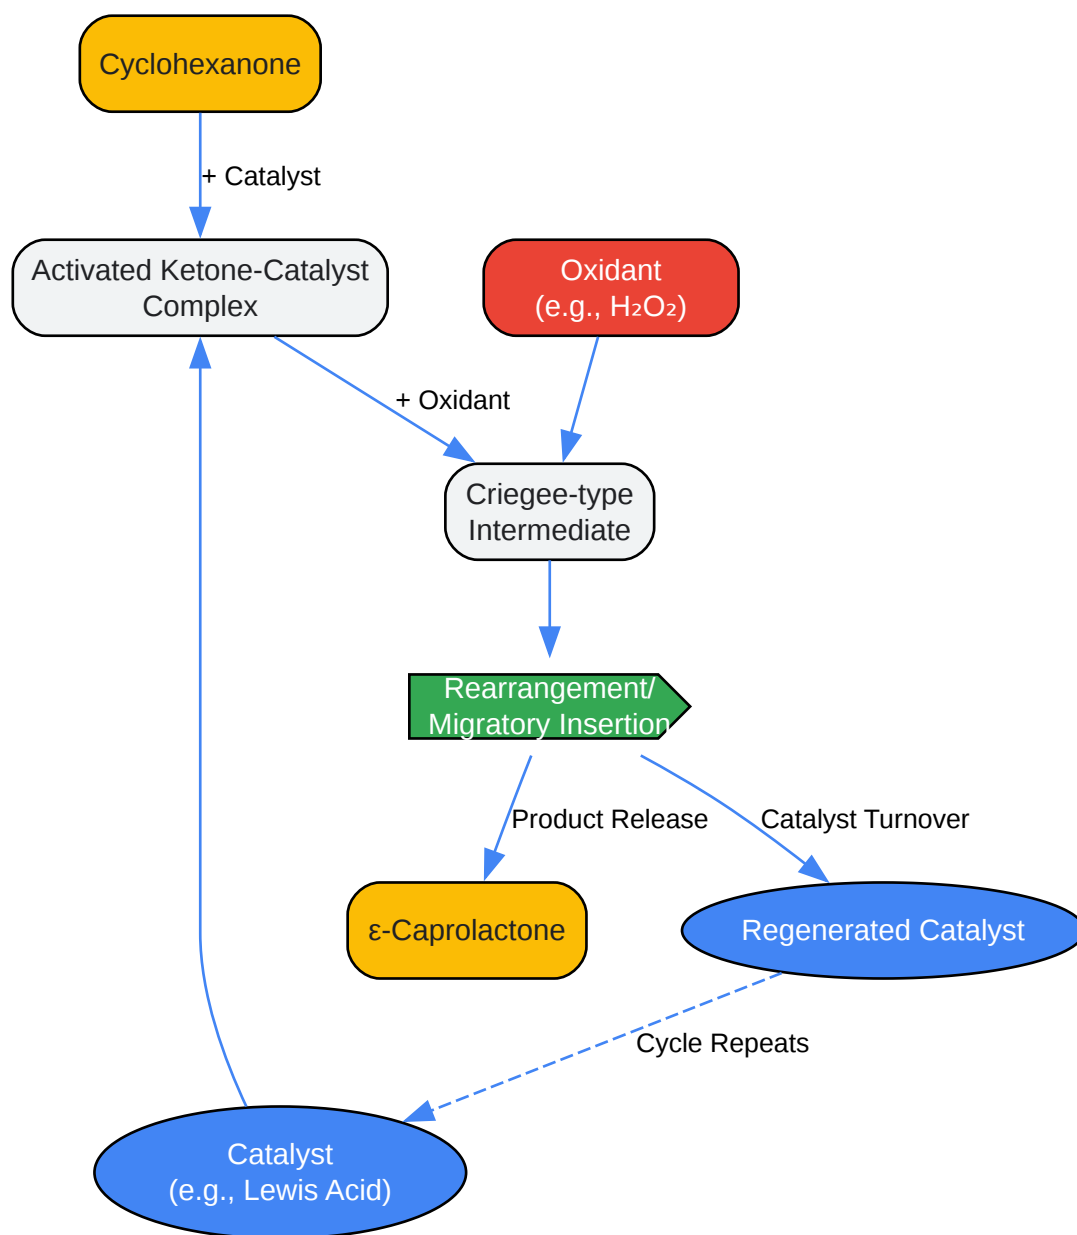 Cyclohexanone
+ Catalyst
Activated Ketone-Catalyst
Complex
Oxidant
(e.g., H₂O₂)
+ Oxidant
Criegee-type
Intermediate
Rearrangement/
Migratory Insertion
Product Release
Catalyst Turnover
ε-Caprolactone
Regenerated Catalyst
Cycle Repeats
Catalyst
(e.g., Lewis Acid)